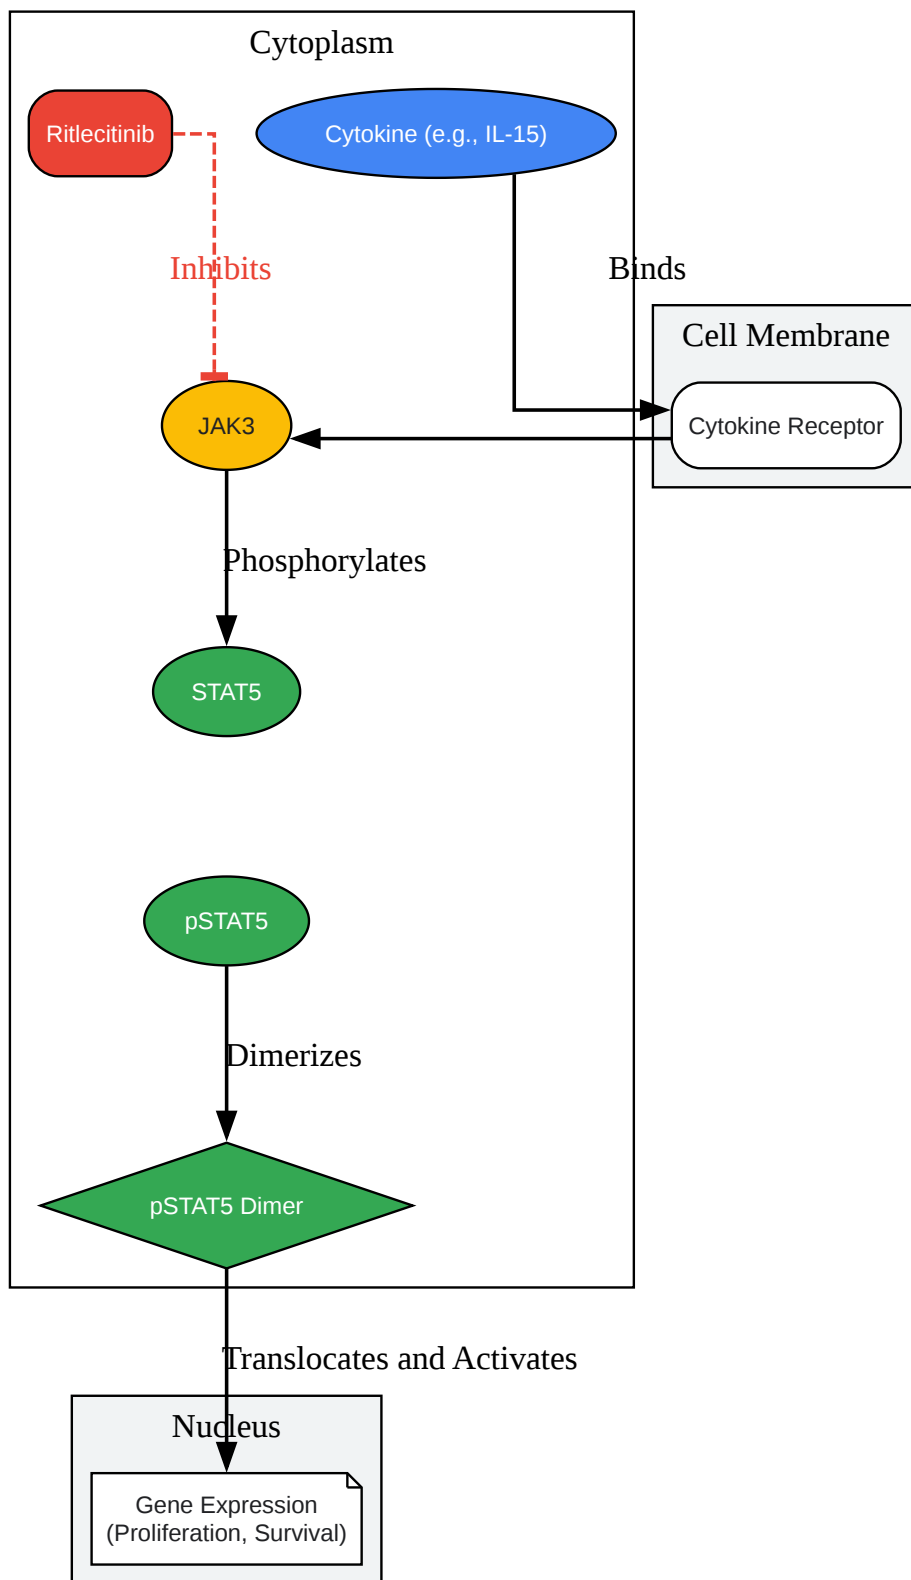 Cytoplasm
Ritlecitinib
Cytokine (e.g., IL-15)
Inhibits
Binds
Cell Membrane
JAK3
Cytokine Receptor
Phosphorylates
STAT5
pSTAT5
Dimerizes
pSTAT5 Dimer
Translocates and Activates
Nucleus
Gene Expression
(Proliferation, Survival)